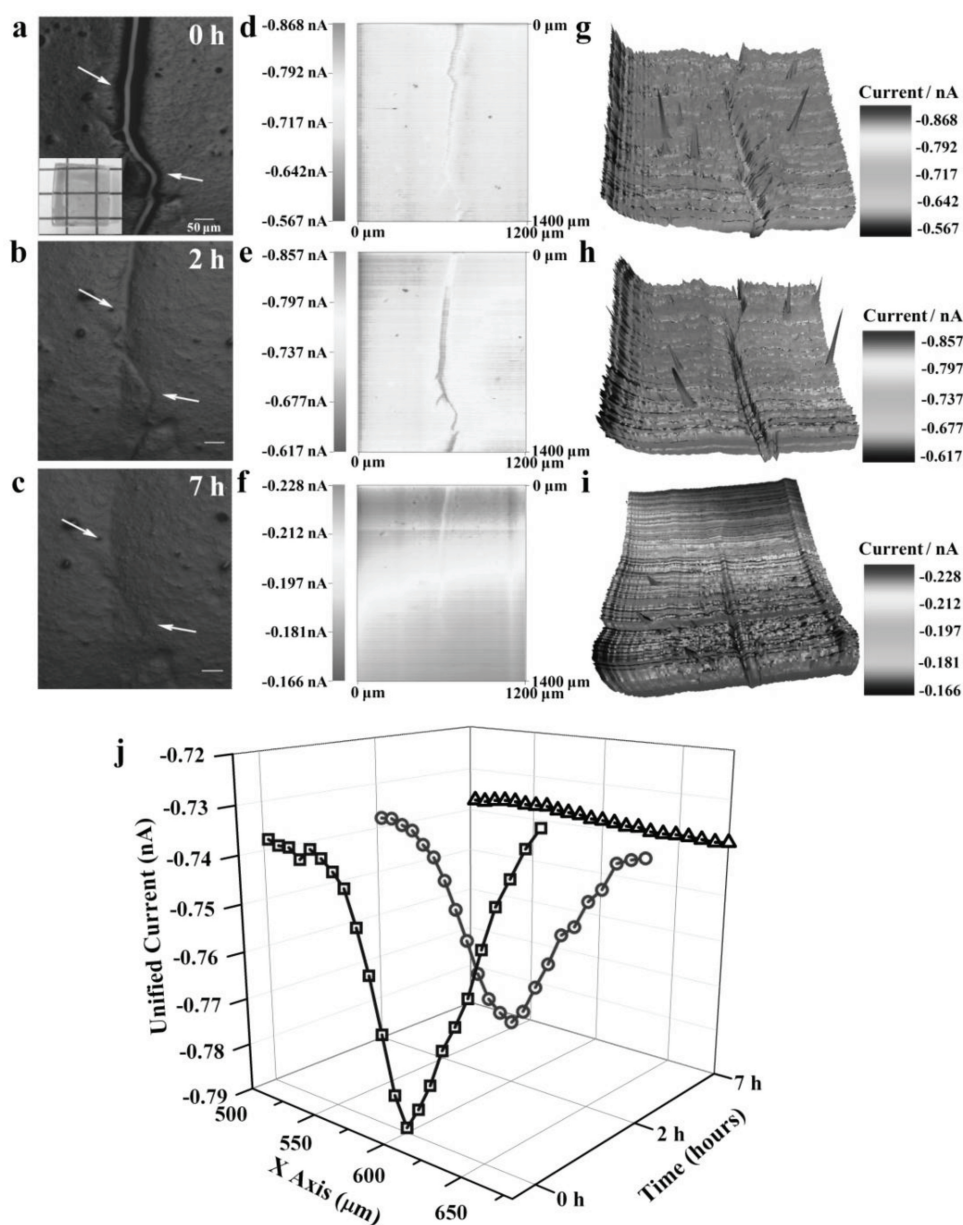 a
0 h
50 µm
b
2 h
c
7 h
d
-0.868 nA
-0.792 nA
-0.717 nA
-0.642 nA
-0.567 nA
0 µm
1400 µm
0 µm
1200 µm
e
-0.857 nA
-0.797 nA
-0.737 nA
-0.677 nA
-0.617 nA
0 µm
1400 µm
0 µm
1200 µm
f
-0.228 nA
-0.212 nA
-0.197 nA
-0.181 nA
-0.166 nA
0 µm
1400 µm
0 µm
1200 µm
g
Current / nA
-0.868
-0.792
-0.717
-0.642
-0.567
h
Current / nA
-0.857
-0.797
-0.737
-0.677
-0.617
i
Current / nA
-0.228
-0.212
-0.197
-0.181
-0.166
j
Unified Current (nA)
-0.72
-0.73
-0.74
-0.75
-0.76
-0.77
-0.78
-0.79
500
550
600
650
X Axis (µm)
0 h
2 h
7 h
Time (hours)